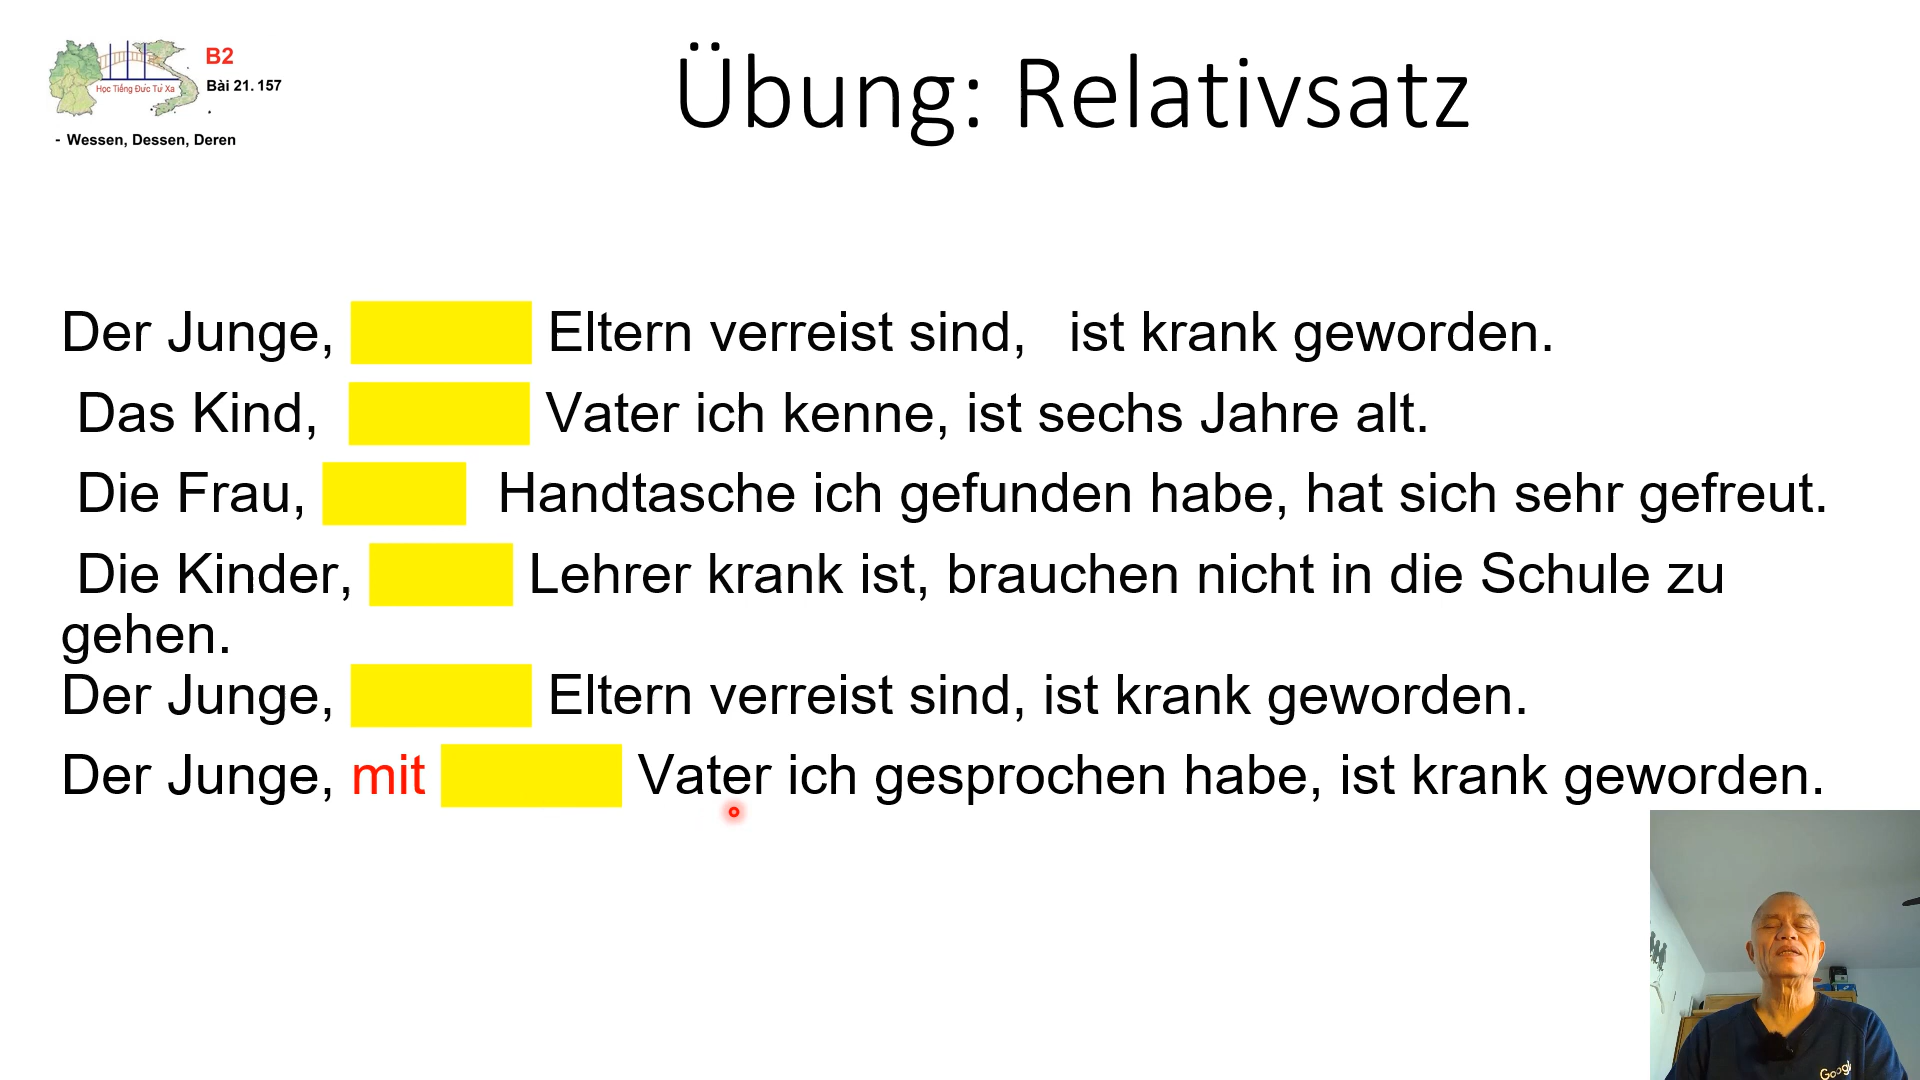 B2
Học Tiếng Đức Từ Xa
Bài 21. 157
- Wessen, Dessen, Deren
Übung: Relativsatz
Der Junge, Eltern verreist sind, ist krank geworden.
Das Kind, Vater ich kenne, ist sechs Jahre alt.
Die Frau, Handtasche ich gefunden habe, hat sich sehr gefreut.
Die Kinder, Lehrer krank ist, brauchen nicht in die Schule zu
gehen.
Der Junge, Eltern verreist sind, ist krank geworden.
Der Junge, mit Vater ich gesprochen habe, ist krank geworden.
Google